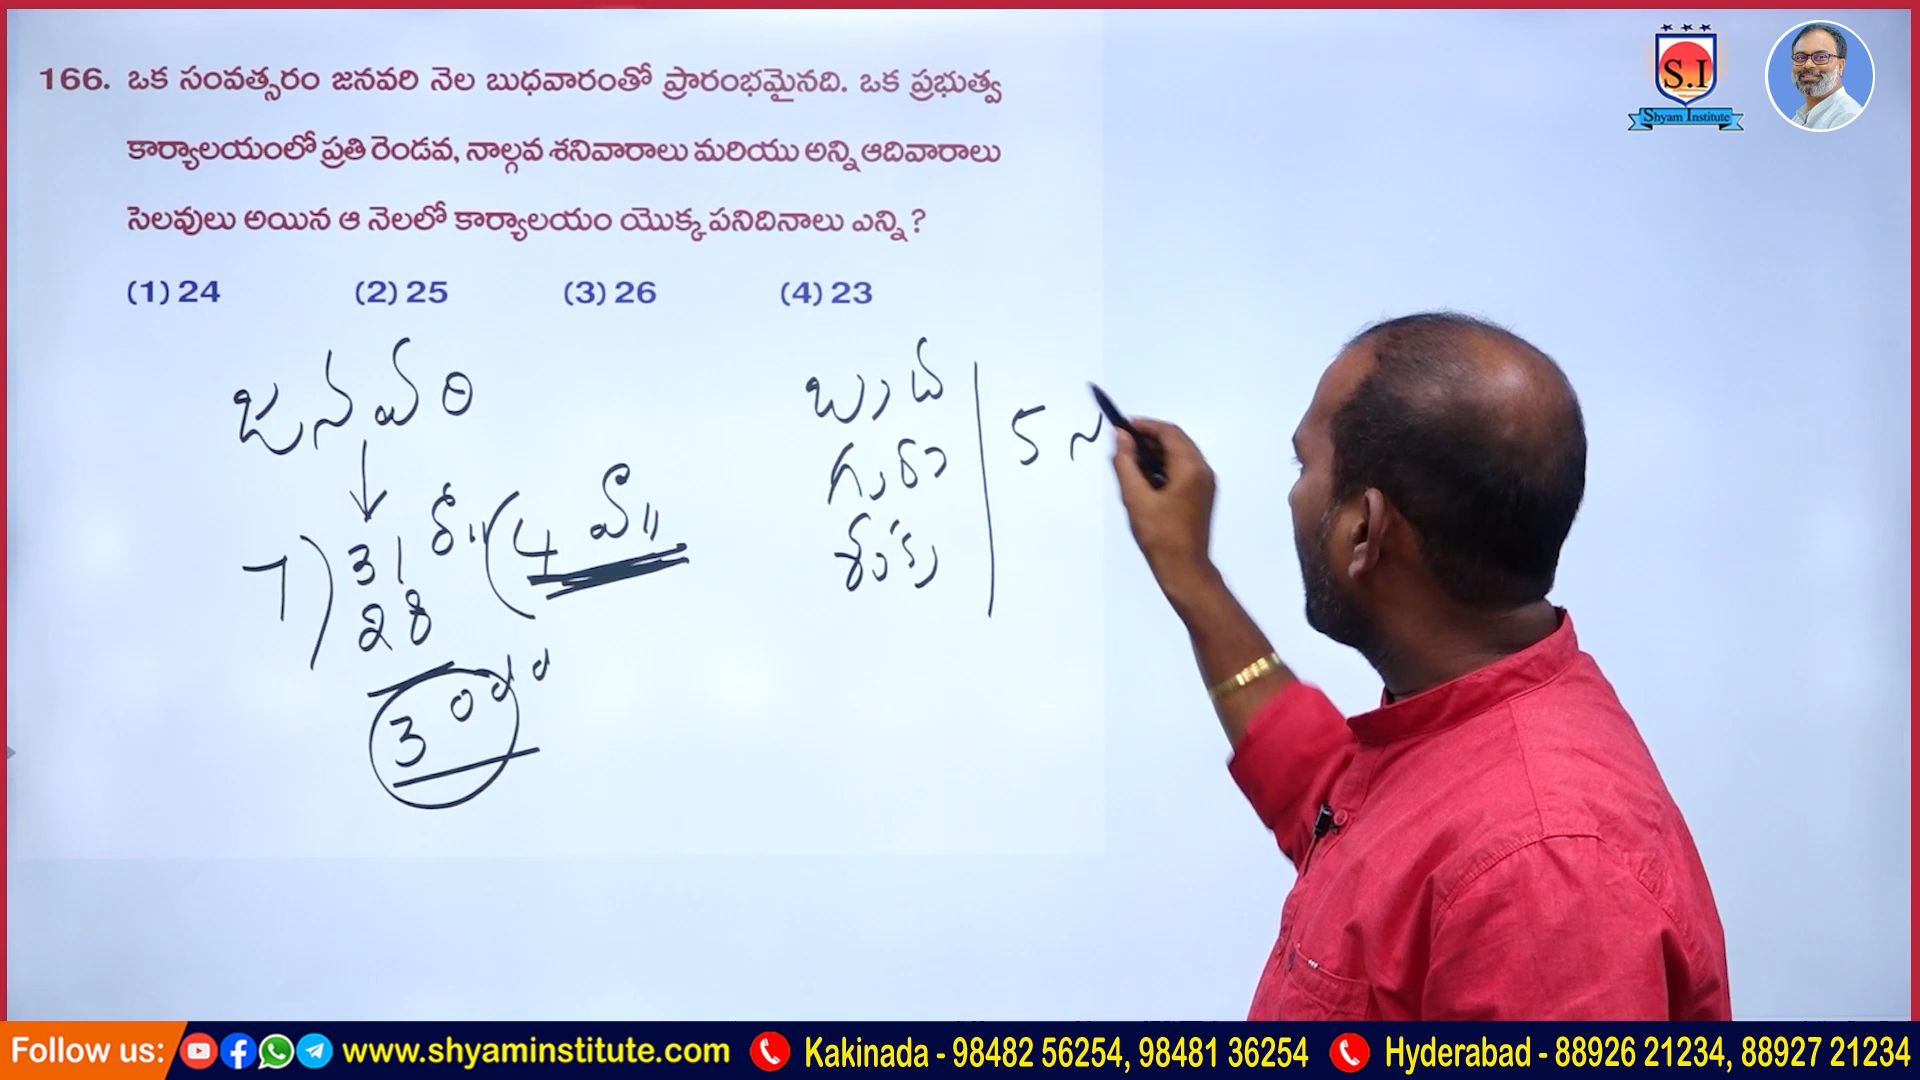 166. ఒక సంవత్సరం జనవరి నెల బుధవారంతో ప్రారంభమైనది. ఒక ప్రభుత్వ
కార్యాలయంలో ప్రతి రెండవ, నాల్గవ శనివారాలు మరియు అన్ని ఆదివారాలు
సెలవులు అయిన ఆ నెలలో కార్యాలయం యొక్క పనిదినాలు ఎన్ని ?
(1) 24 (2) 25 (3) 26 (4) 23
జనవరి
7) 31 రో॥ (4 వా॥
28
3
బుద
గురు
శుక్ర
5
S.I
Shyam Institute
Follow us: www.shyaminstitute.com Kakinada - 98482 56254, 98481 36254 Hyderabad - 88926 21234, 88927 21234